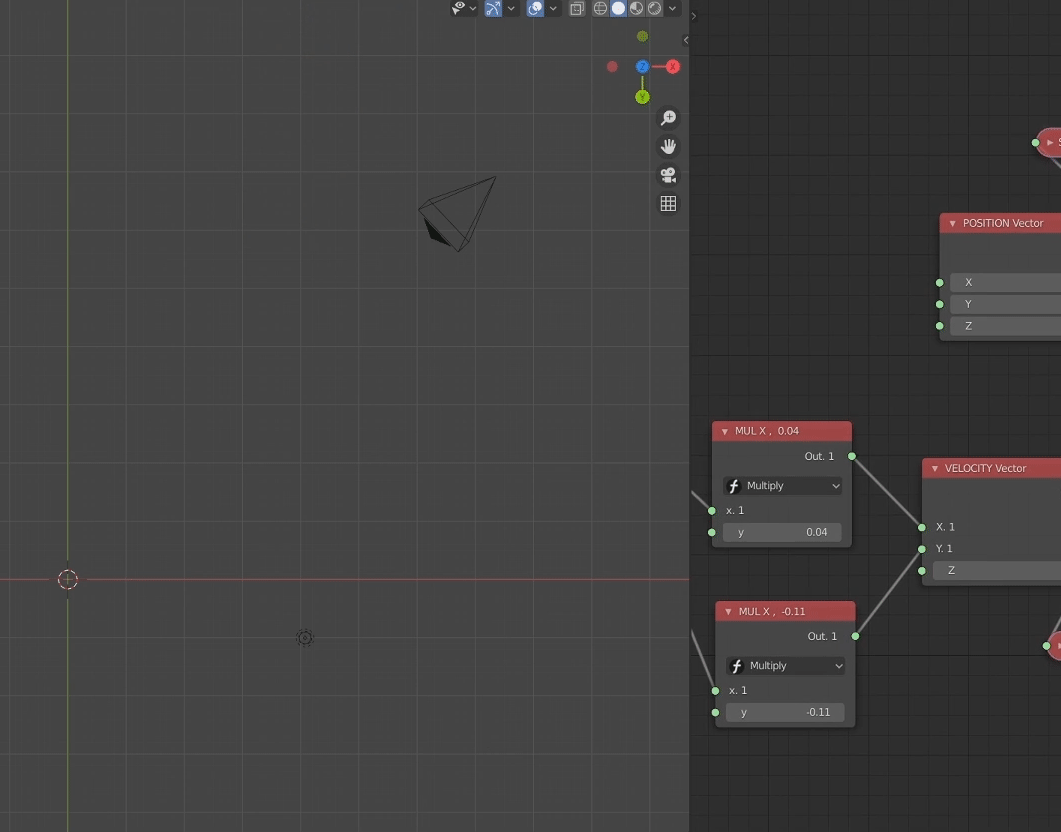 Z
X
Y
S
POSITION Vector
X
Y
Z
MUL X , 0.04
Out. 1
Multiply
x. 1
y 0.04
VELOCITY Vector
X. 1
Y. 1
Z
MUL X , -0.11
Out. 1
Multiply
x. 1
y -0.11